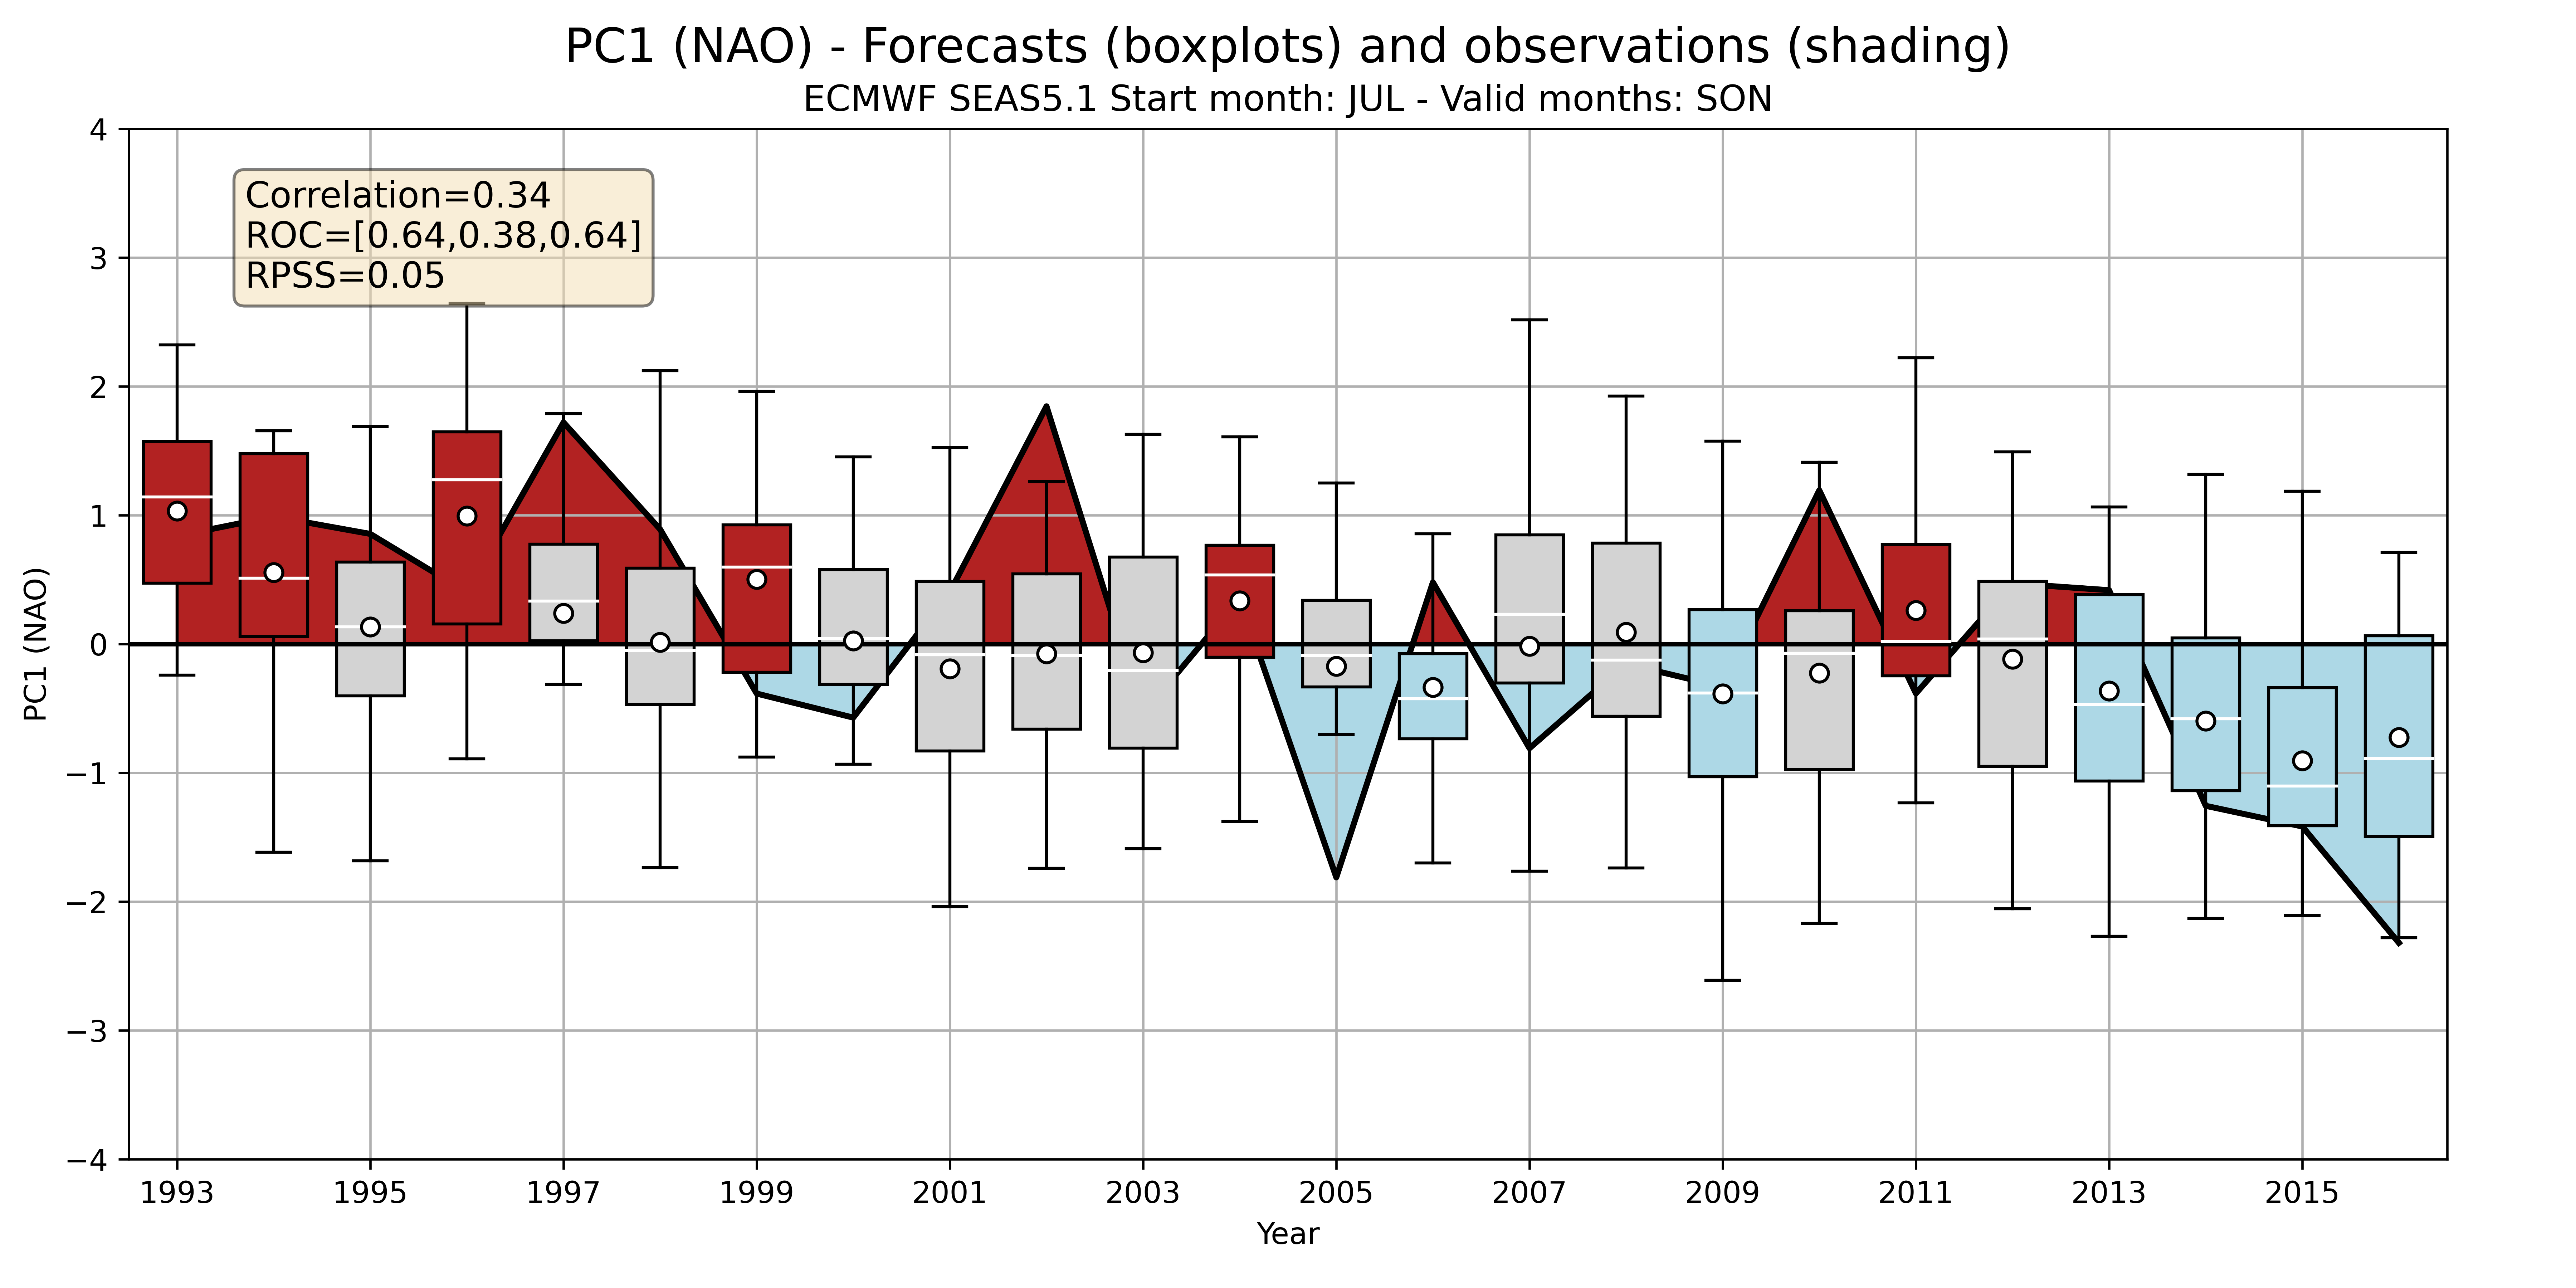 PC1 (NAO) - Forecasts (boxplots) and observations (shading)
ECMWF SEAS5.1 Start month: JUL - Valid months: SON
Correlation=0.34
ROC=[0.64,0.38,0.64]
RPSS=0.05
PC1 (NAO)
4
3
2
1
0
−1
−2
−3
−4
1993 1995 1997 1999 2001 2003 2005 2007 2009 2011 2013 2015
Year